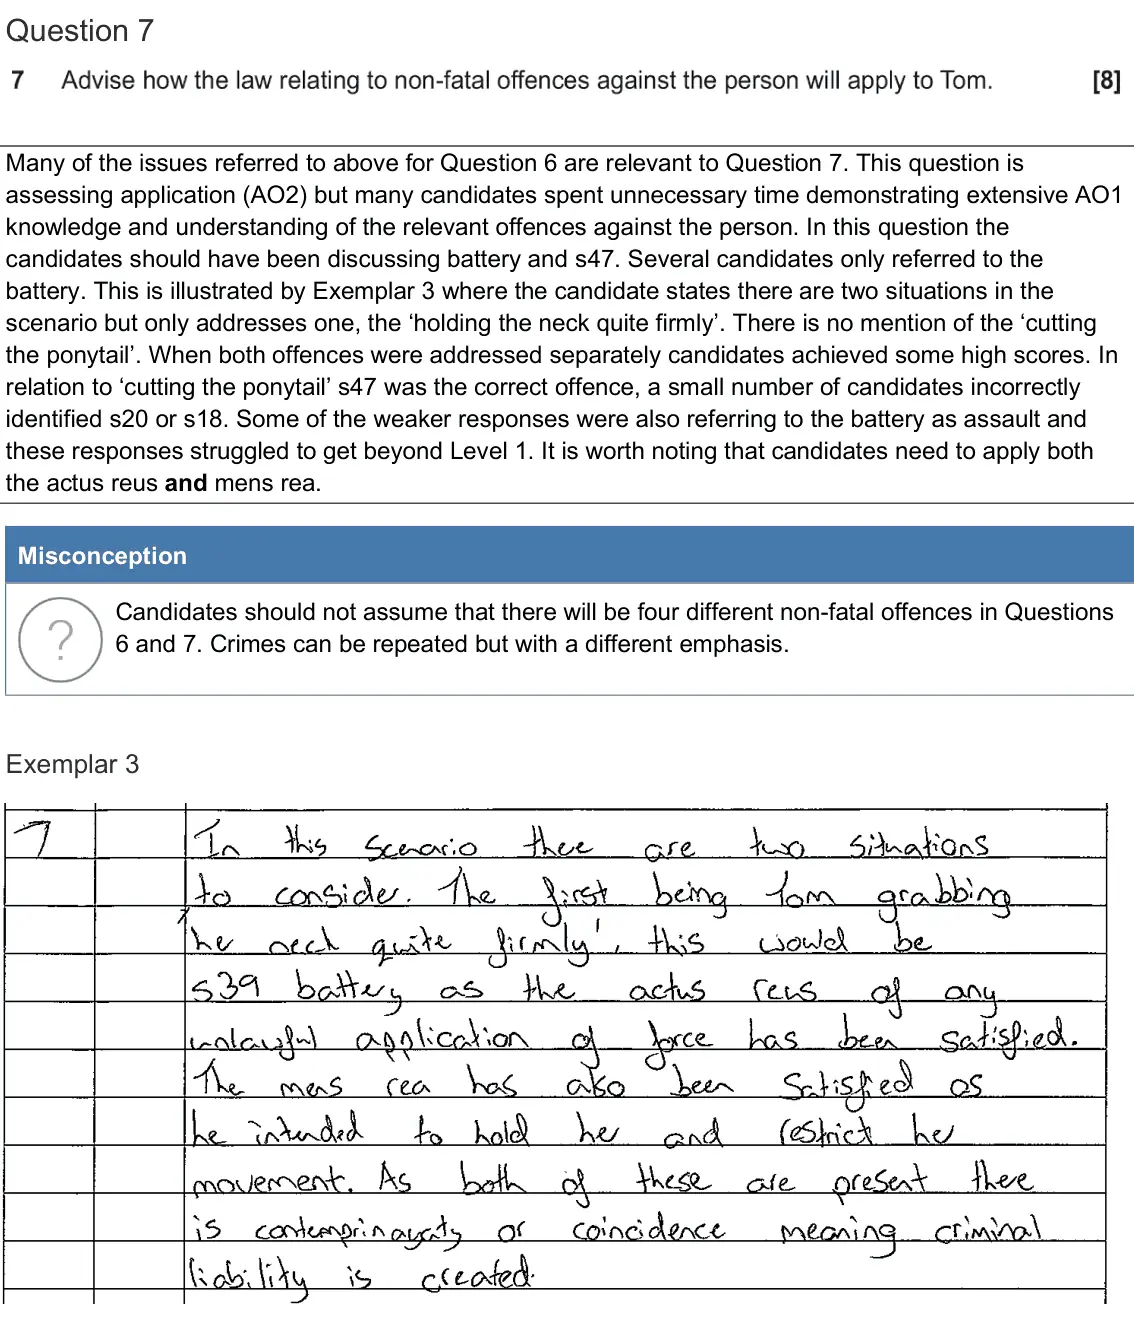 Question 7
7 Advise how the law relating to non-fatal offences against the person will apply to Tom. [8]
Many of the issues referred to above for Question 6 are relevant to Question 7. This question is
assessing application (AO2) but many candidates spent unnecessary time demonstrating extensive AO1
knowledge and understanding of the relevant offences against the person. In this question the
candidates should have been discussing battery and s47. Several candidates only referred to the
battery. This is illustrated by Exemplar 3 where the candidate states there are two situations in the
scenario but only addresses one, the ‘holding the neck quite firmly’. There is no mention of the ‘cutting
the ponytail’. When both offences were addressed separately candidates achieved some high scores. In
relation to ‘cutting the ponytail’ s47 was the correct offence, a small number of candidates incorrectly
identified s20 or s18. Some of the weaker responses were also referring to the battery as assault and
these responses struggled to get beyond Level 1. It is worth noting that candidates need to apply both
the actus reus and mens rea.
Misconception
?
Candidates should not assume that there will be four different non-fatal offences in Questions
6 and 7. Crimes can be repeated but with a different emphasis.
Exemplar 3
7 In this scenario there are two situations
to consider. The first being Tom grabbing
'her neck quite firmly', this would be
s39 battery as the actus reus of any
unlawful application of force has been satisfied.
The mens rea has also been satisfied as
he intended to hold her and restrict her
movement. As both of these are present there
is contemprinayaty or coincidence meaning criminal
liability is created.